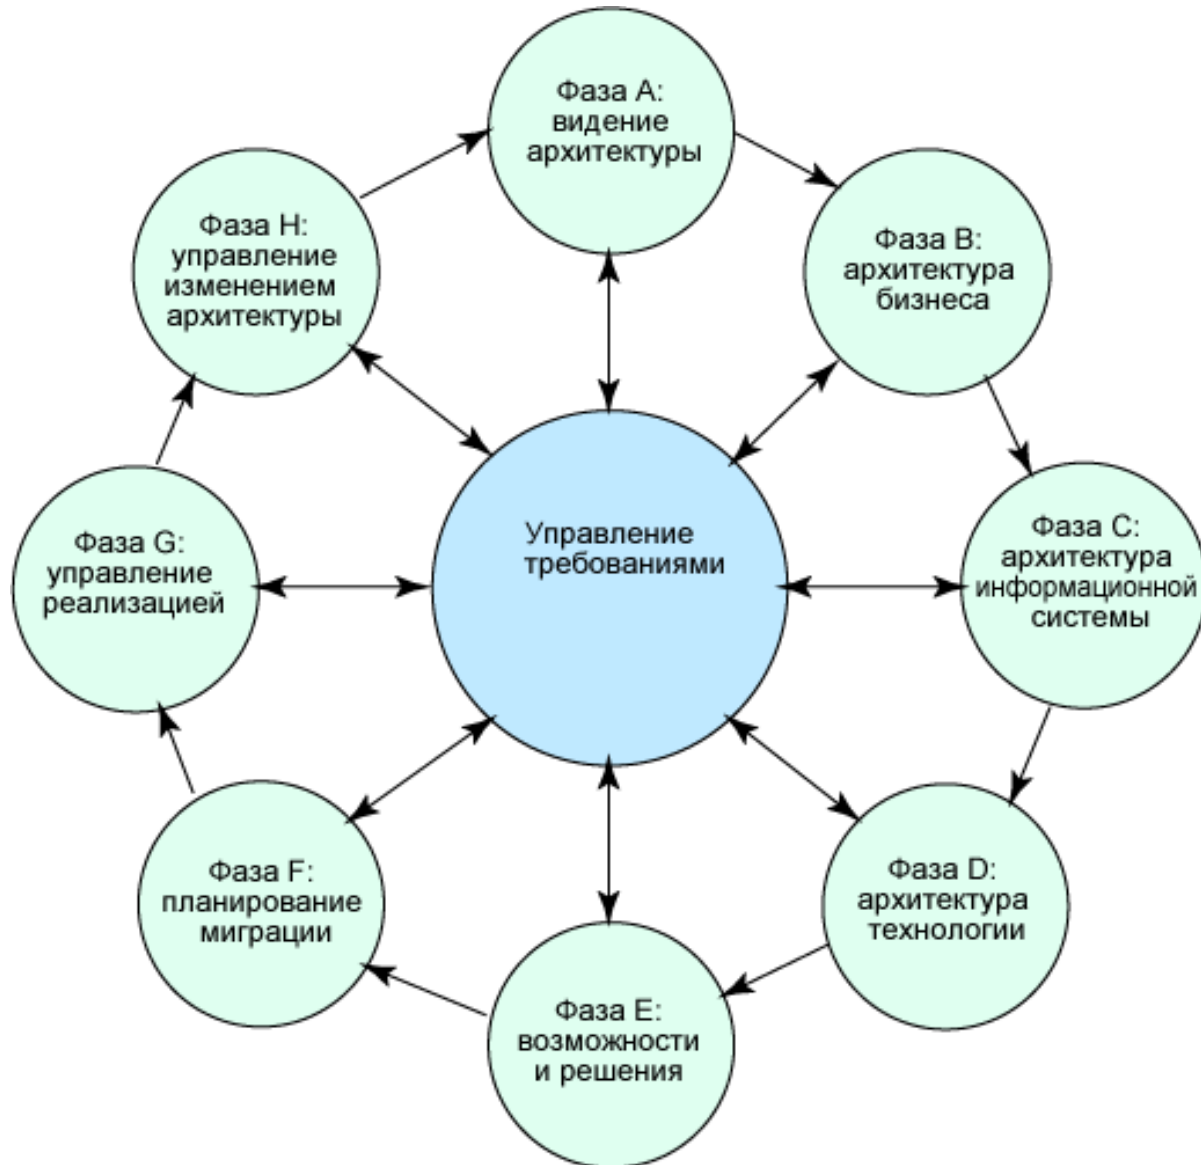 Фаза A:
видение
архитектуры
Фаза H:
управление
изменением
архитектуры
Фаза B:
архитектура
бизнеса
Фаза G:
управление
реализацией
Управление
требованиями
Фаза C:
архитектура
информационной
системы
Фаза F:
планирование
миграции
Фаза D:
архитектура
технологии
Фаза E:
возможности
и решения